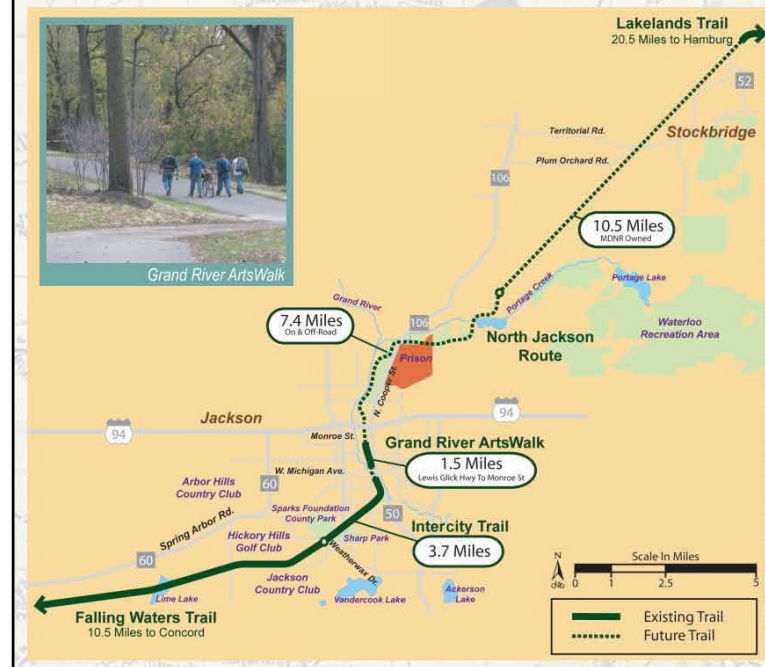 Lakelands Trail
20.5 Miles to Hamburg
52
Territorial Rd.
Stockbridge
Plum Orchard Rd.
106
10.5 Miles
MDNR Owned
Grand River ArtsWalk
Grand River
Portage Creek
Portage Lake
7.4 Miles
On & Off-Road
106
North Jackson
Route
Waterloo
Recreation Area
Prison
N. Cooper St.
Jackson
94
94
Monroe St.
Grand River ArtsWalk
1.5 Miles
Lewis Glick Hwy To Monroe St
W. Michigan Ave.
60
Arbor Hills
Country Club
50
Sparks Foundation
County Park
Intercity Trail
3.7 Miles
Spring Arbor Rd.
Hickory Hills
Golf Club
Sharp Park
Weatherwax Dr.
60
Jackson
Country Club
Lime Lake
Vandercook Lake
Ackerson
Lake
Falling Waters Trail
10.5 Miles to Concord
N
Scale In Miles
0 1 2.5 5
Existing Trail
Future Trail